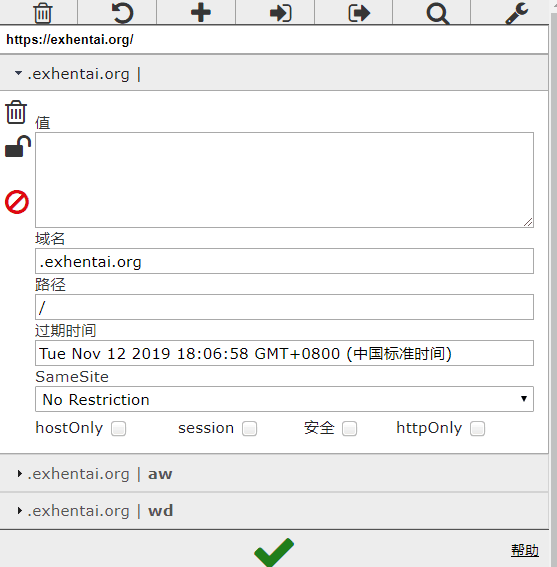 https://exhentai.org/
.exhentai.org |
值
域名
.exhentai.org
路径
/
过期时间
Tue Nov 12 2019 18:06:58 GMT+0800 (中国标准时间)
SameSite
No Restriction
hostOnly session 安全 httpOnly
.exhentai.org | aw
.exhentai.org | wd
帮助